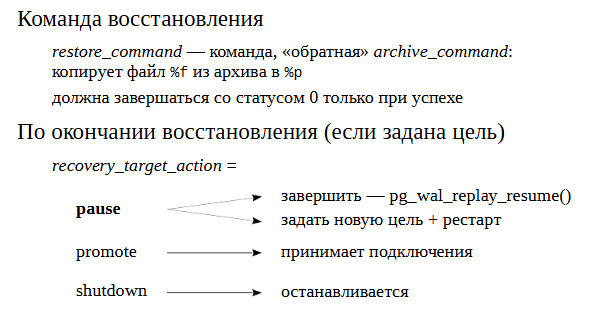 Команда восстановления
restore_command — команда, «обратная» archive_command:
копирует файл %f из архива в %p
должна завершаться со статусом 0 только при успехе
По окончании восстановления (если задана цель)
recovery_target_action =
pause
завершить — pg_wal_replay_resume()
задать новую цель + рестарт
promote
принимает подключения
shutdown
останавливается